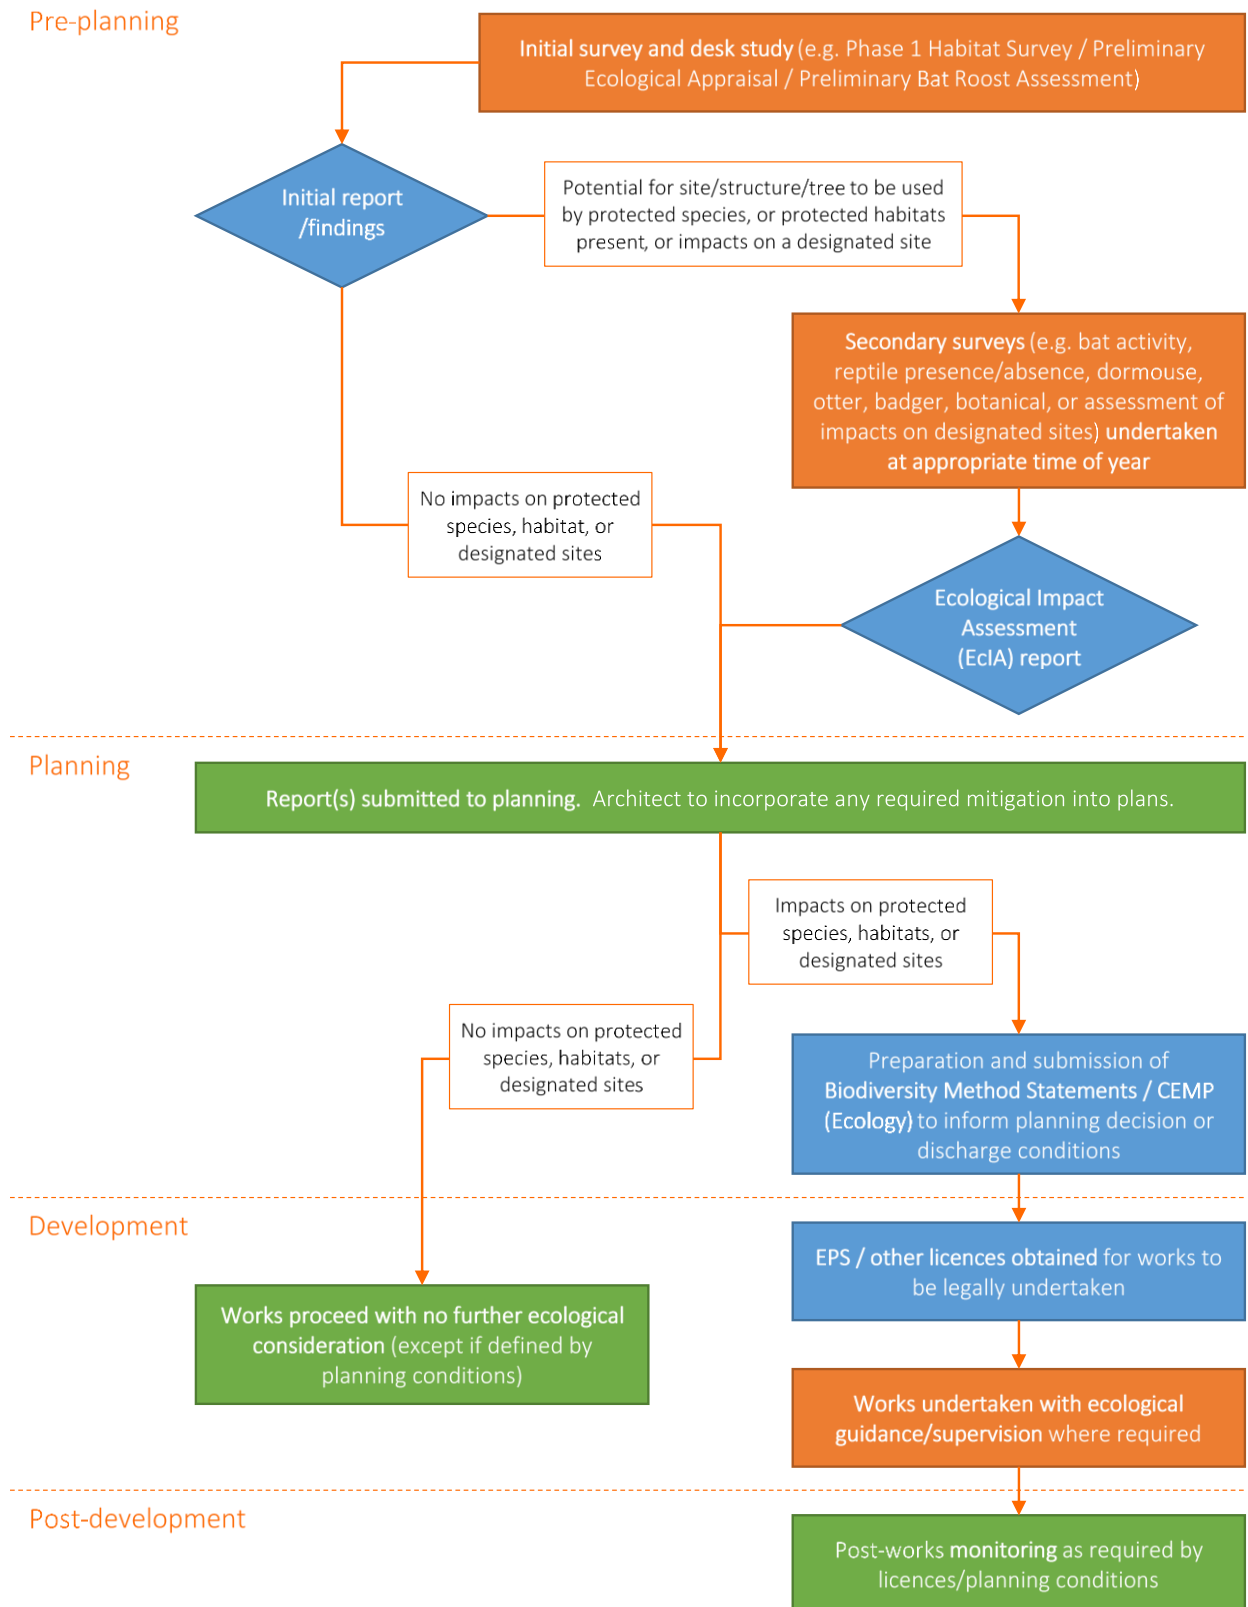 Pre-planning
Initial survey and desk study (e.g. Phase 1 Habitat Survey / Preliminary
Ecological Appraisal / Preliminary Bat Roost Assessment)
Initial report
/findings
Potential for site/structure/tree to be used
by protected species, or protected habitats
present, or impacts on a designated site
Secondary surveys (e.g. bat activity,
reptile presence/absence, dormouse,
otter, badger, botanical, or assessment of
impacts on designated sites) undertaken
at appropriate time of year
No impacts on protected
species, habitat, or
designated sites
Ecological Impact
Assessment
(EcIA) report
Planning
Report(s) submitted to planning. Architect to incorporate any required mitigation into plans.
Impacts on protected
species, habitats, or
designated sites
No impacts on protected
species, habitats, or
designated sites
Preparation and submission of
Biodiversity Method Statements / CEMP
(Ecology) to inform planning decision or
discharge conditions
Development
EPS / other licences obtained for works to
be legally undertaken
Works proceed with no further ecological
consideration (except if defined by
planning conditions)
Works undertaken with ecological
guidance/supervision where required
Post-development
Post-works monitoring as required by
licences/planning conditions